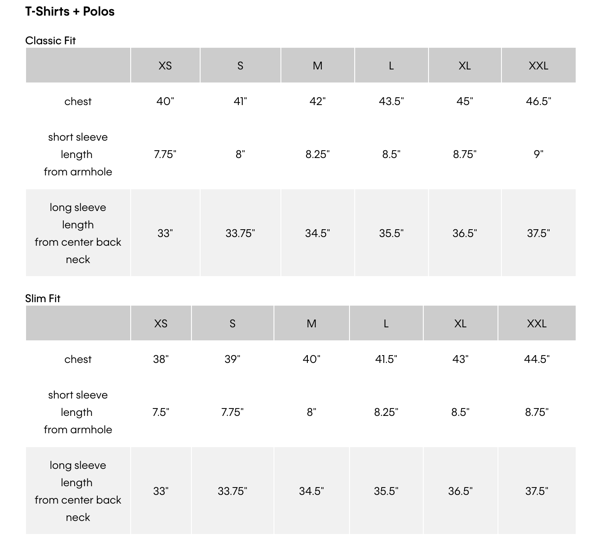 T-Shirts + Polos
Classic Fit
XS S M L XL XXL
chest 40" 41" 42" 43.5" 45" 46.5"
short sleeve
length
from armhole
7.75" 8" 8.25" 8.5" 8.75" 9"
long sleeve
length
from center back
neck
33" 33.75" 34.5" 35.5" 36.5" 37.5"
Slim Fit
XS S M L XL XXL
chest 38" 39" 40" 41.5" 43" 44.5"
short sleeve
length
from armhole
7.5" 7.75" 8" 8.25" 8.5" 8.75"
long sleeve
length
from center back
neck
33" 33.75" 34.5" 35.5" 36.5" 37.5"